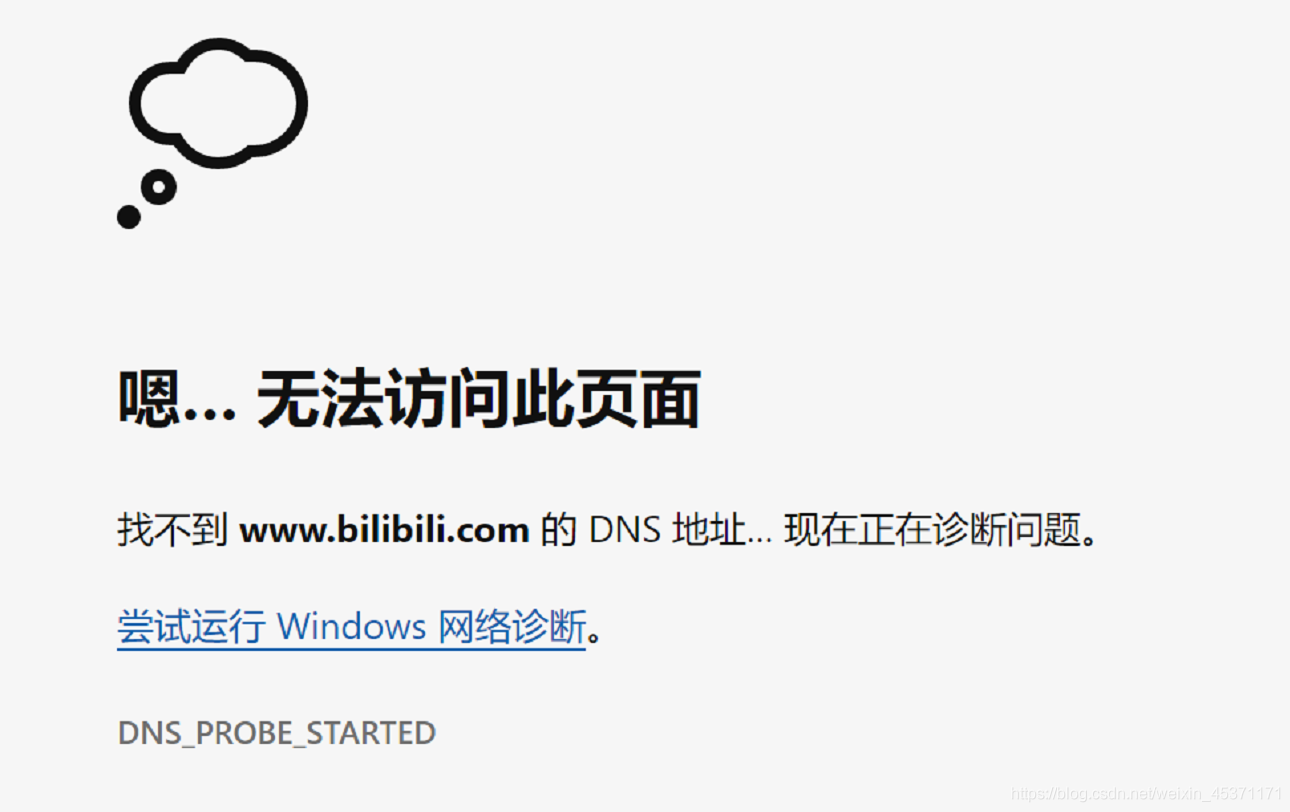 嗯… 无法访问此页面
找不到 www.bilibili.com 的 DNS 地址... 现在正在诊断问题。
尝试运行 Windows 网络诊断。
DNS_PROBE_STARTED
https://blog.csdn.net/weixin_45371171